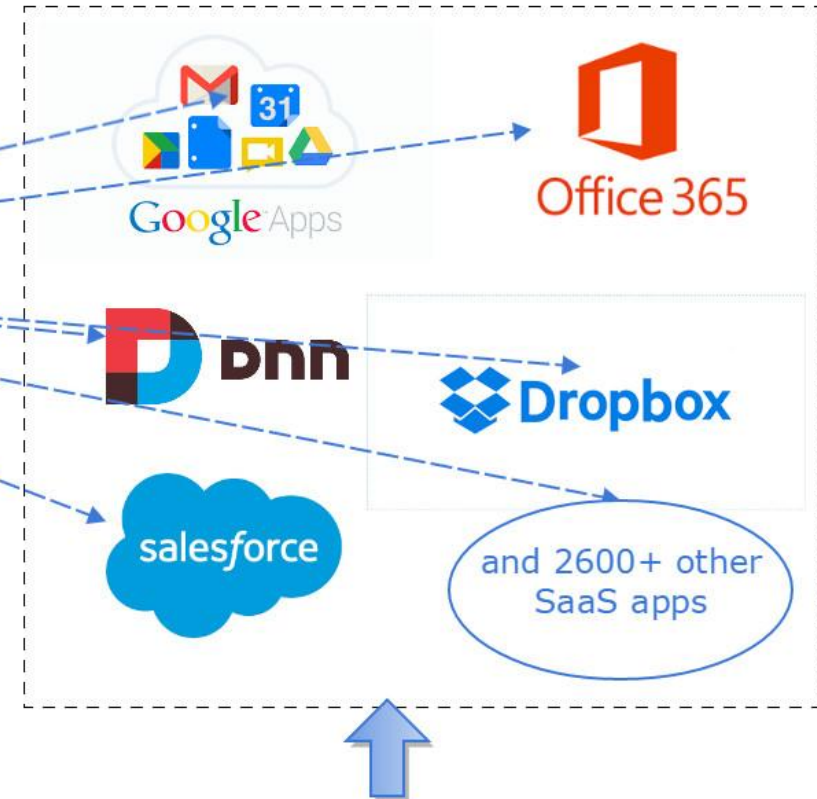 31
Google Apps
Office 365
DNN
Dropbox
salesforce
and 2600+ other
SaaS apps